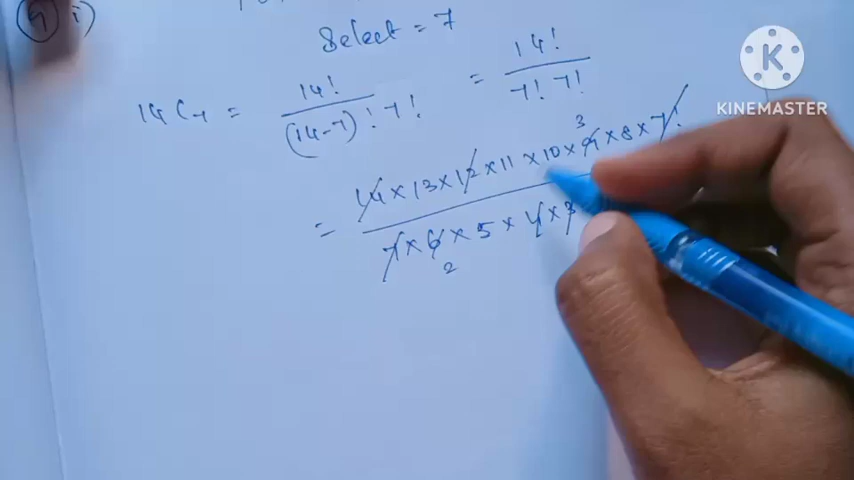 9 i)
Select = 7
14C7 = 14! / (14-7)! 7! = 14! / 7! 7!
3
= 14 × 13 × 12 × 11 × 10 × 9 × 8 × 7! / 7 × 6 × 5 × 4 × 3
2
KINEMASTER